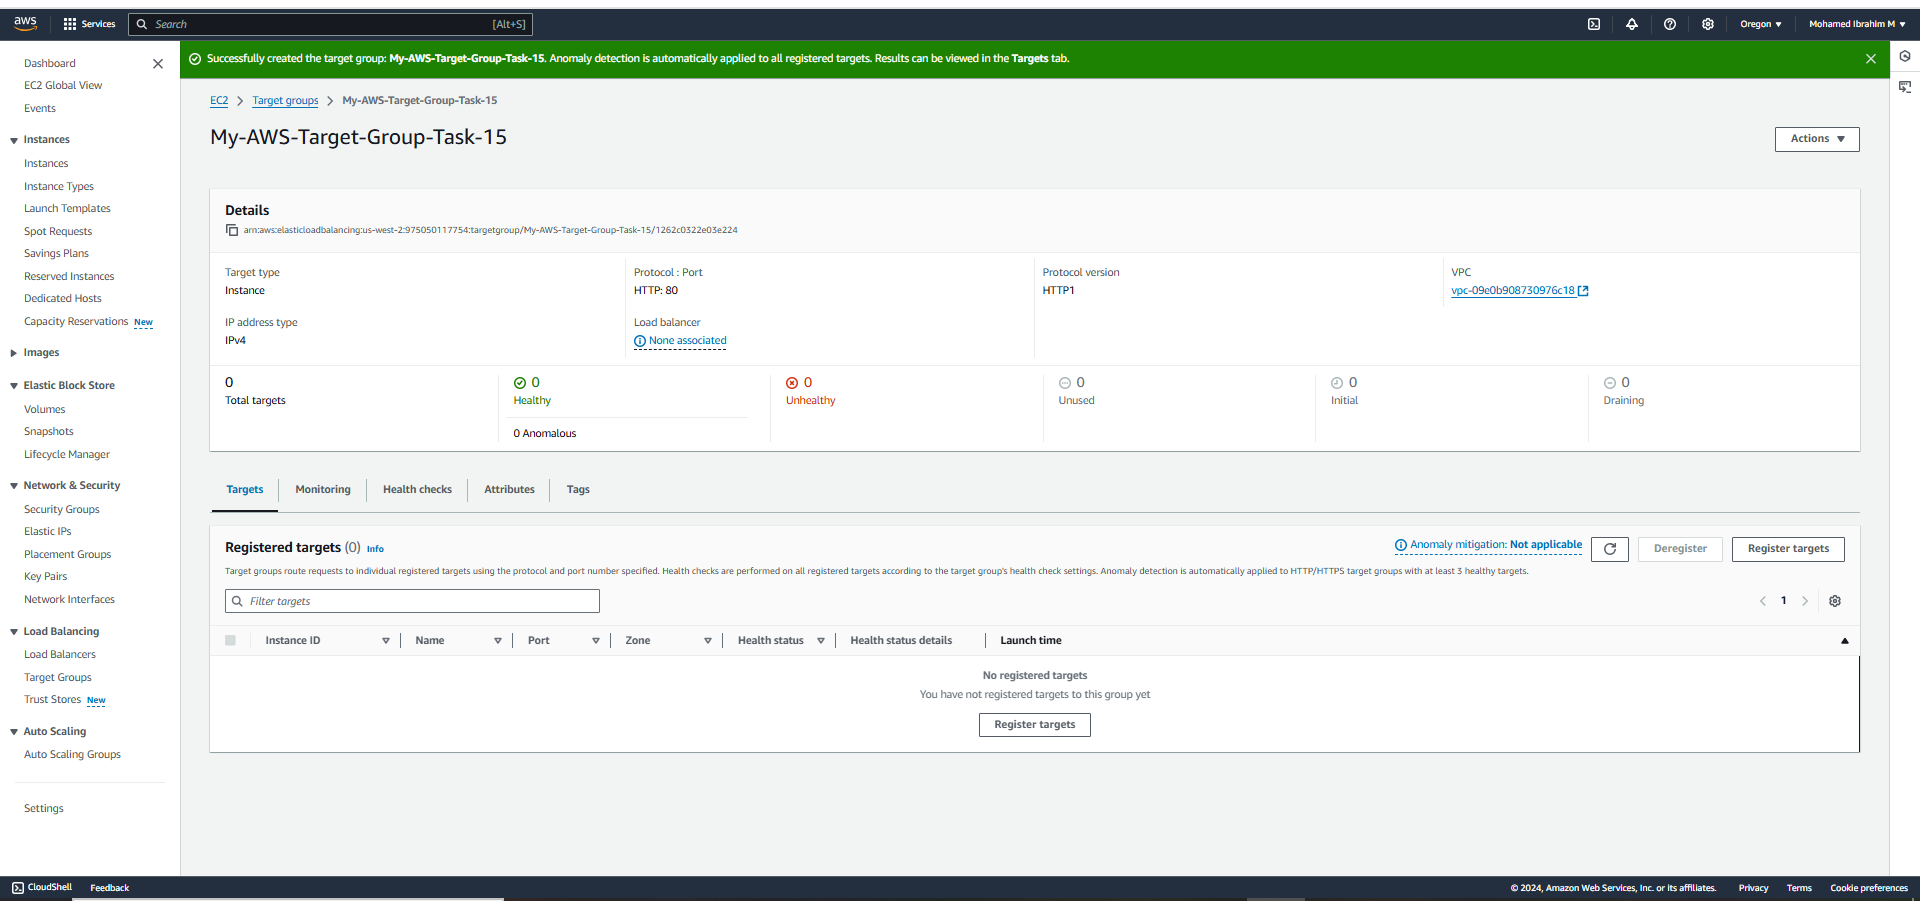 aws Services Search [Alt+S] Oregon ▼ Mohamed Ibrahim M ▼
Dashboard
EC2 Global View
Events
Instances
Instances
Instance Types
Launch Templates
Spot Requests
Savings Plans
Reserved Instances
Dedicated Hosts
Capacity Reservations New
Images
Elastic Block Store
Volumes
Snapshots
Lifecycle Manager
Network & Security
Security Groups
Elastic IPs
Placement Groups
Key Pairs
Network Interfaces
Load Balancing
Load Balancers
Target Groups
Trust Stores New
Auto Scaling
Auto Scaling Groups
Settings
Successfully created the target group: My-AWS-Target-Group-Task-15. Anomaly detection is automatically applied to all registered targets. Results can be viewed in the Targets tab.
EC2 > Target groups > My-AWS-Target-Group-Task-15
My-AWS-Target-Group-Task-15
Actions ▼
Details
arn:aws:elasticloadbalancing:us-west-2:975050117754:targetgroup/My-AWS-Target-Group-Task-15/1262c0322e03e224
Target type
Instance
Protocol : Port
HTTP: 80
Protocol version
HTTP1
VPC
vpc-09e0b908730976c18
IP address type
IPv4
Load balancer
None associated
0
Total targets
0
Healthy
0 Anomalous
0
Unhealthy
0
Unused
0
Initial
0
Draining
Targets Monitoring Health checks Attributes Tags
Registered targets (0) Info
Anomaly mitigation: Not applicable
Deregister
Register targets
Target groups route requests to individual registered targets using the protocol and port number specified. Health checks are performed on all registered targets according to the target group's health check settings. Anomaly detection is automatically applied to HTTP/HTTPS target groups with at least 3 healthy targets.
Filter targets
< 1 >
Instance ID Name Port Zone Health status Health status details Launch time
No registered targets
You have not registered targets to this group yet
Register targets
CloudShell Feedback © 2024, Amazon Web Services, Inc. or its affiliates. Privacy Terms Cookie preferences